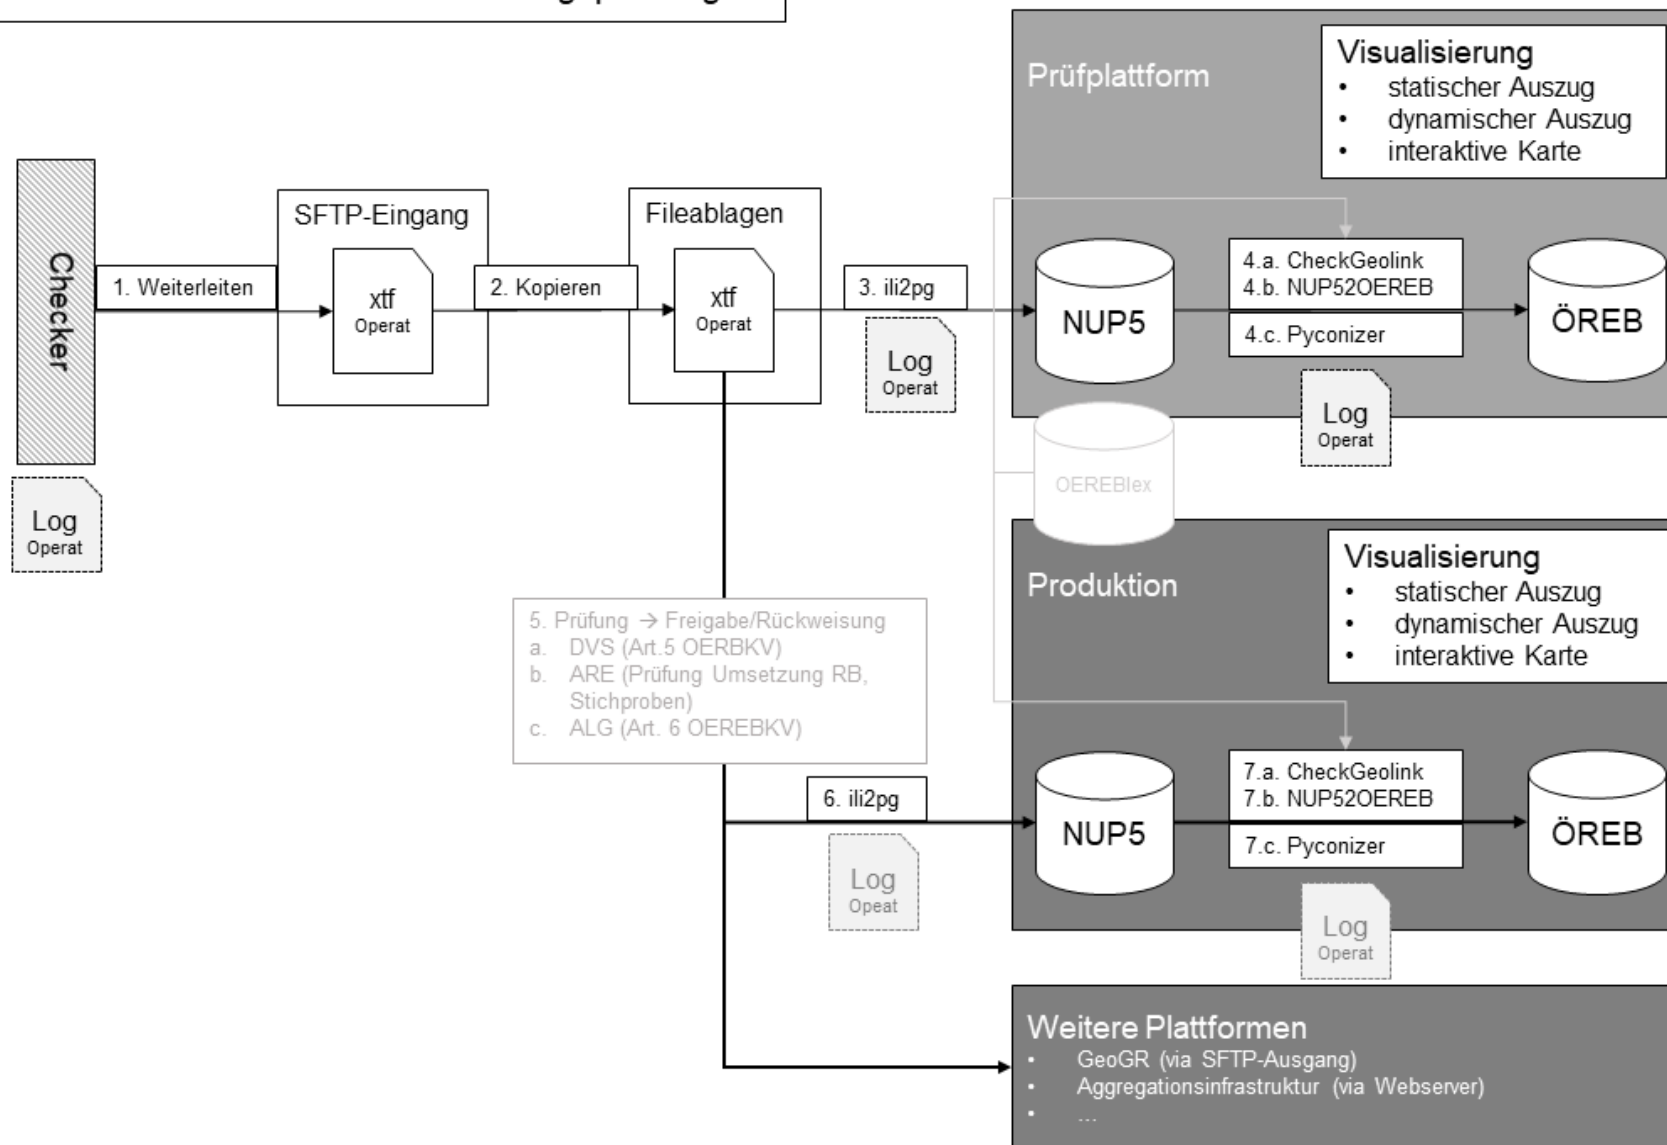 Prüfplattform
Visualisierung
• statischer Auszug
• dynamischer Auszug
• interaktive Karte
Checker
Log
Operat
1. Weiterleiten
SFTP-Eingang
xtf
Operat
2. Kopieren
Fileablagen
xtf
Operat
3. ili2pg
Log
Operat
NUP5
4.a. CheckGeolink
4.b. NUP52OEREB
4.c. Pyconizer
Log
Operat
ÖREB
OEREBlex
5. Prüfung → Freigabe/Rückweisung
a. DVS (Art.5 OERBKV)
b. ARE (Prüfung Umsetzung RB,
Stichproben)
c. ALG (Art. 6 OEREBKV)
Produktion
Visualisierung
• statischer Auszug
• dynamischer Auszug
• interaktive Karte
6. ili2pg
Log
Opeat
NUP5
7.a. CheckGeolink
7.b. NUP52OEREB
7.c. Pyconizer
Log
Operat
ÖREB
Weitere Plattformen
• GeoGR (via SFTP-Ausgang)
• Aggregationsinfrastruktur (via Webserver)
• ...